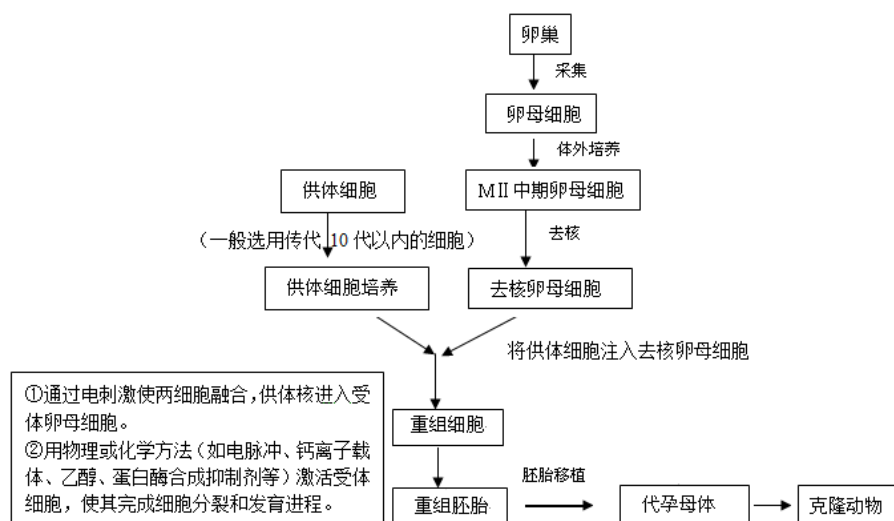 卵巢
采集
卵母细胞
体外培养
供体细胞
MⅡ中期卵母细胞
（一般选用传代 10代以内的细胞）
去核
供体细胞培养
去核卵母细胞
将供体细胞注入去核卵母细胞
①通过电刺激使两细胞融合，供体核进入受
体卵母细胞。
②用物理或化学方法（如电脉冲、钙离子载
体、乙醇、蛋白酶合成抑制剂等）激活受体
细胞，使其完成细胞分裂和发育进程。
重组细胞
胚胎移植
重组胚胎
代孕母体
克隆动物